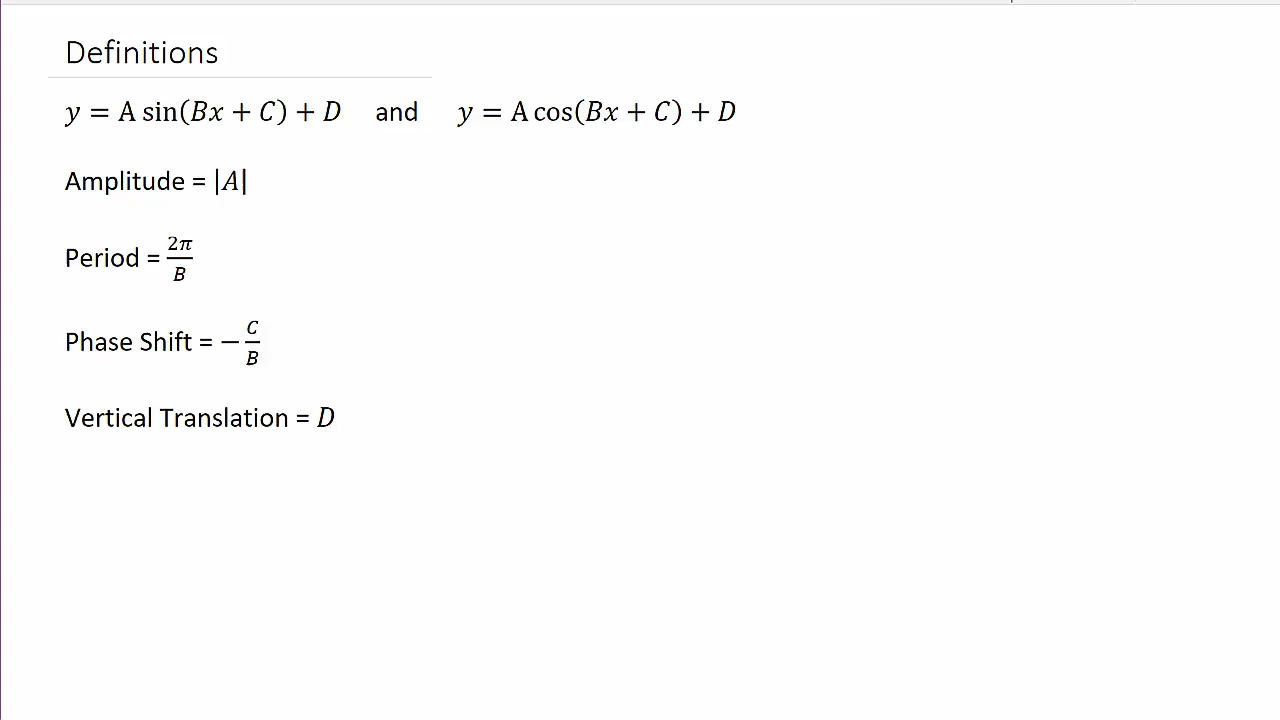 Definitions
y = A sin(Bx + C) + D and y = A cos(Bx + C) + D
Amplitude = |A|
Period = 2π/B
Phase Shift = −C/B
Vertical Translation = D